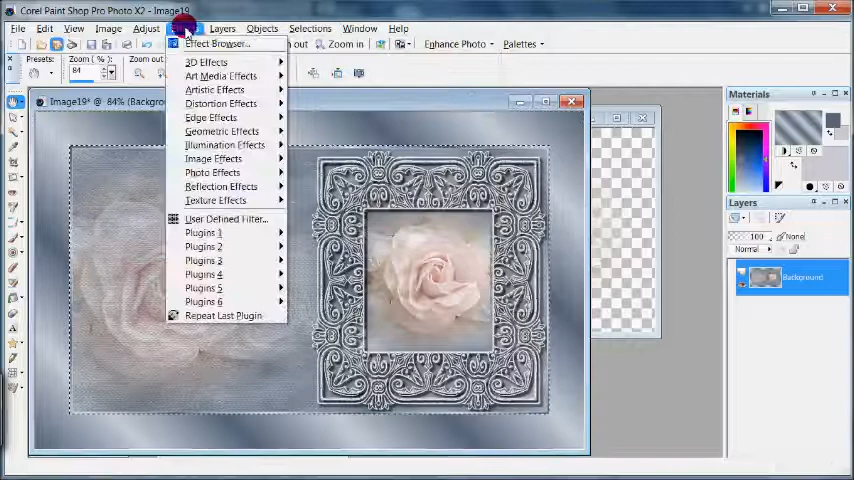 Corel Paint Shop Pro Photo X2 - Image19
File Edit View Image Adjust Layers Objects Selections Window Help
Zoom in Enhance Photo Palettes
Presets: Zoom ( % ): Zoom out:
84
Image19* @ 84% (Backgro
Effect Browser...
3D Effects
Art Media Effects
Artistic Effects
Distortion Effects
Edge Effects
Geometric Effects
Illumination Effects
Image Effects
Photo Effects
Reflection Effects
Texture Effects
User Defined Filter...
Plugins 1
Plugins 2
Plugins 3
Plugins 4
Plugins 5
Plugins 6
Repeat Last Plugin
Materials
Layers
100 None
Normal
Background